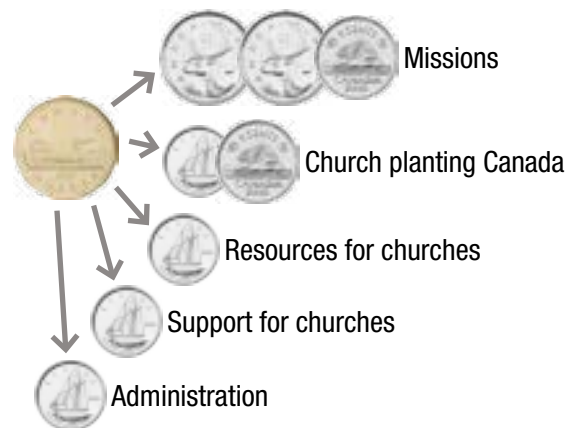 Missions
Church planting Canada
Resources for churches
Support for churches
Administration